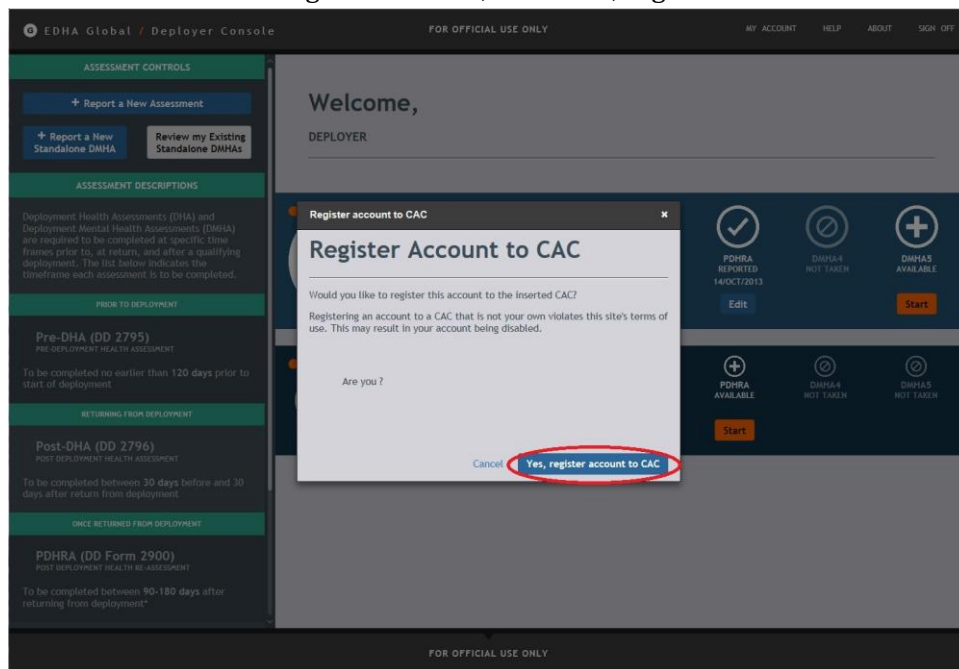 EDHA Global / Deployer Console
FOR OFFICIAL USE ONLY
MY ACCOUNT HELP ABOUT SIGN OFF
ASSESSMENT CONTROLS
+ Report a New Assessment
+ Report a New
Standalone DMHA
Review my Existing
Standalone DMHAs
ASSESSMENT DESCRIPTIONS
Deployment Health Assessments (DHA) and
Deployment Mental Health Assessments (DMHA)
are required to be completed at specific time
frames prior to, at return, and after a qualifying
deployment. The list below indicates the
timeframe each assessment is to be completed.
PRIOR TO DEPLOYMENT
Pre-DHA (DD 2795)
PRE-DEPLOYMENT HEALTH ASSESSMENT
To be completed no earlier than 120 days prior to
start of deployment
RETURNING FROM DEPLOYMENT
Post-DHA (DD 2796)
POST DEPLOYMENT HEALTH ASSESSMENT
To be completed between 30 days before and 30
days after return from deployment
ONCE RETURNED FROM DEPLOYMENT
PDHRA (DD Form 2900)
POST DEPLOYMENT HEALTH RE-ASSESSMENT
To be completed between 90-180 days after
returning from deployment*
Welcome,
DEPLOYER
Register account to CAC ×
Register Account to CAC
Would you like to register this account to the inserted CAC?
Registering an account to a CAC that is not your own violates this site's terms of
use. This may result in your account being disabled.
Are you ?
Cancel Yes, register account to CAC
PDHRA
REPORTED
14/OCT/2013
Edit
DMHA4
NOT TAKEN
DMHA5
AVAILABLE
Start
PDHRA
AVAILABLE
Start
DMHA4
NOT TAKEN
DMHA5
NOT TAKEN
FOR OFFICIAL USE ONLY